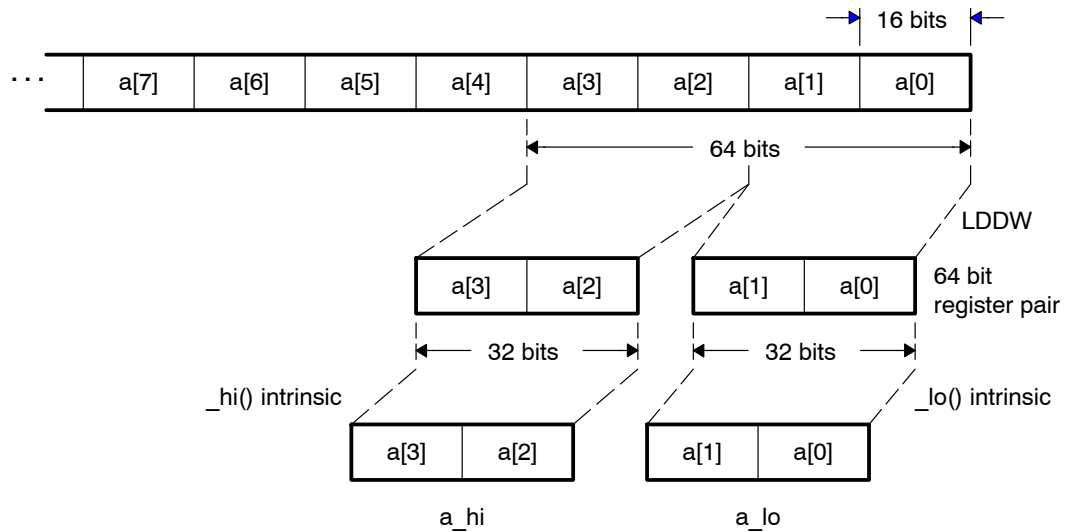 16 bits
... a[7] a[6] a[5] a[4] a[3] a[2] a[1] a[0]
64 bits
LDDW
a[3] a[2] a[1] a[0] 64 bit
register pair
32 bits 32 bits
_hi() intrinsic _lo() intrinsic
a[3] a[2] a[1] a[0]
a_hi a_lo